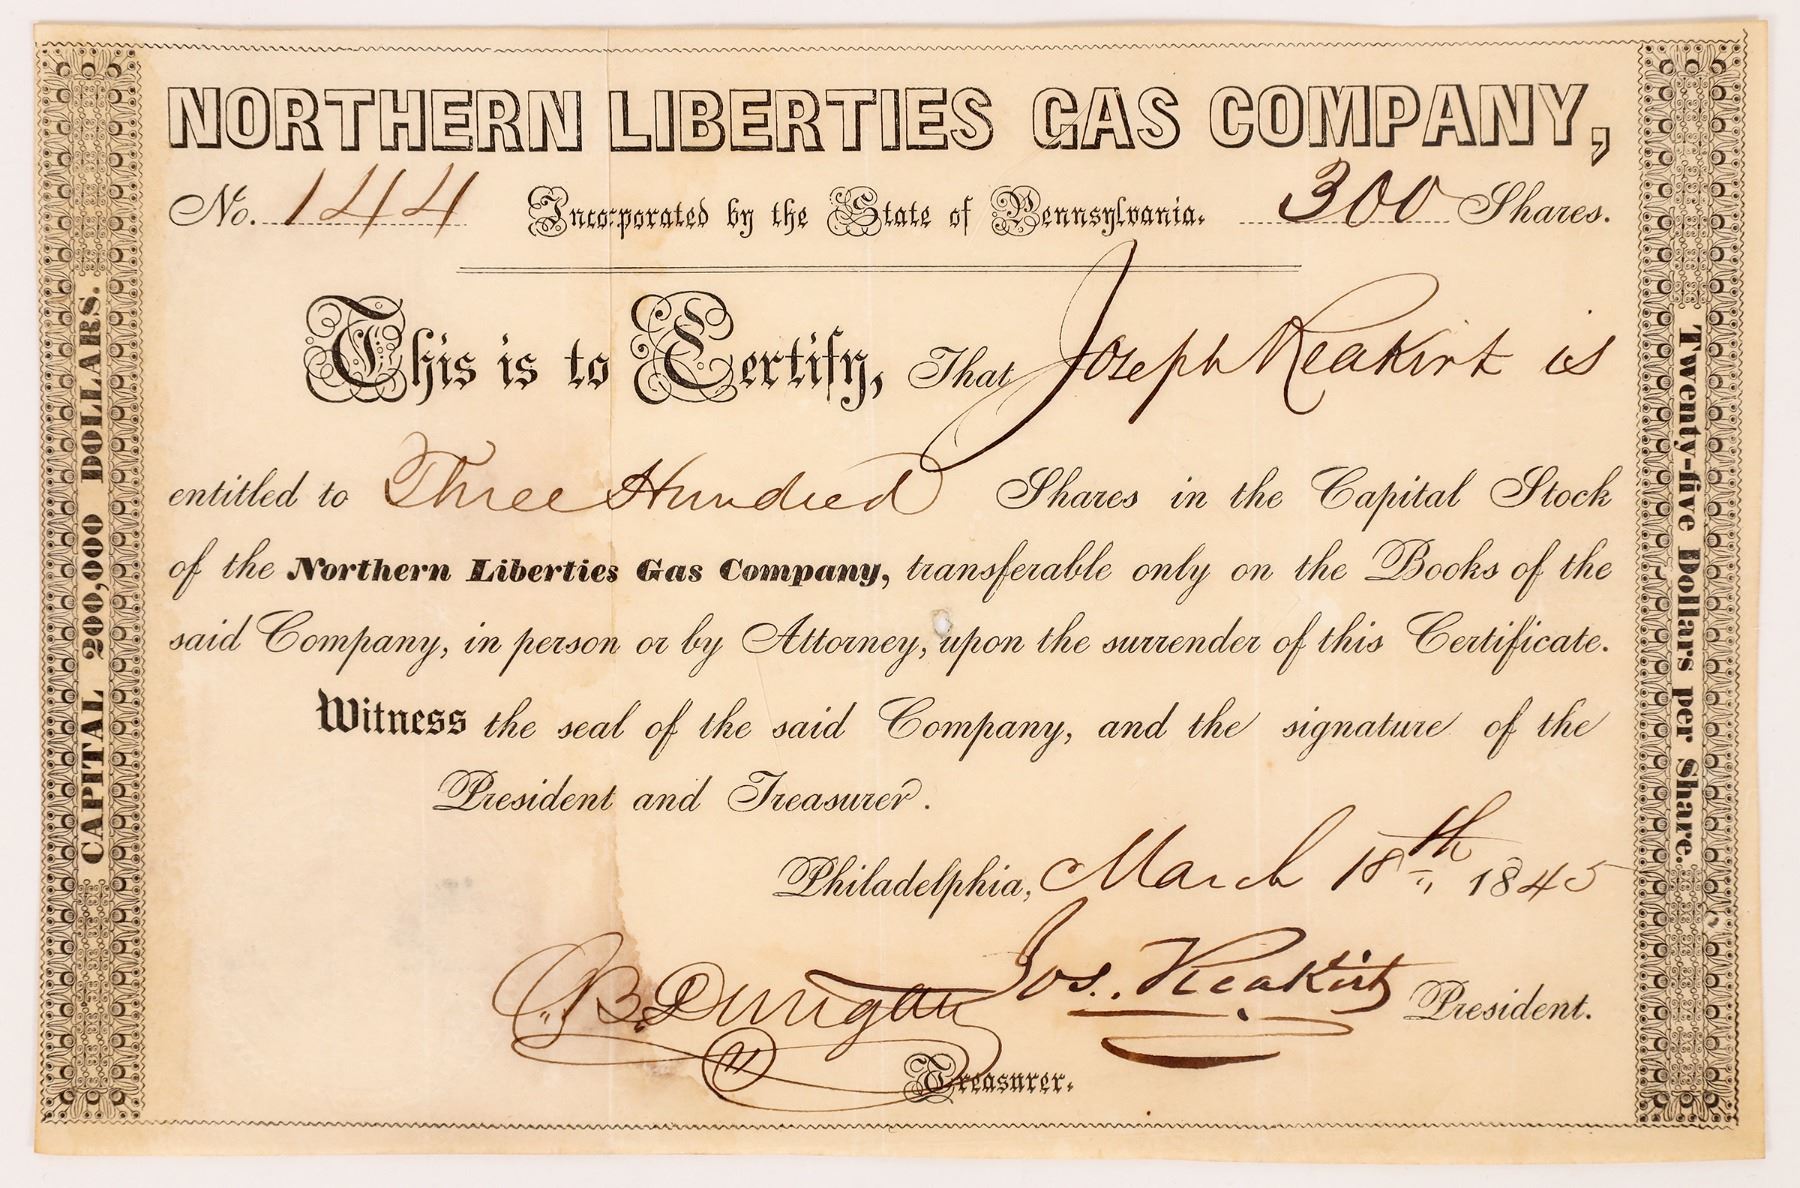 NORTHERN LIBERTIES GAS COMPANY,
No. 144 Incorporated by the State of Pennsylvania. 300 Shares.
This is to Certify, That Joseph Reakirt is
entitled to Three Hundred Shares in the Capital Stock
of the Northern Liberties Gas Company, transferable only on the Books of the
said Company, in person or by Attorney, upon the surrender of this Certificate.
Witness the seal of the said Company, and the signature of the
President and Treasurer.
Philadelphia, March 18th 1845
Jos. Reakirt President.
B. Dungan
Treasurer.
CAPITAL 200,000 DOLLARS.
Twenty-five Dollars per Share.